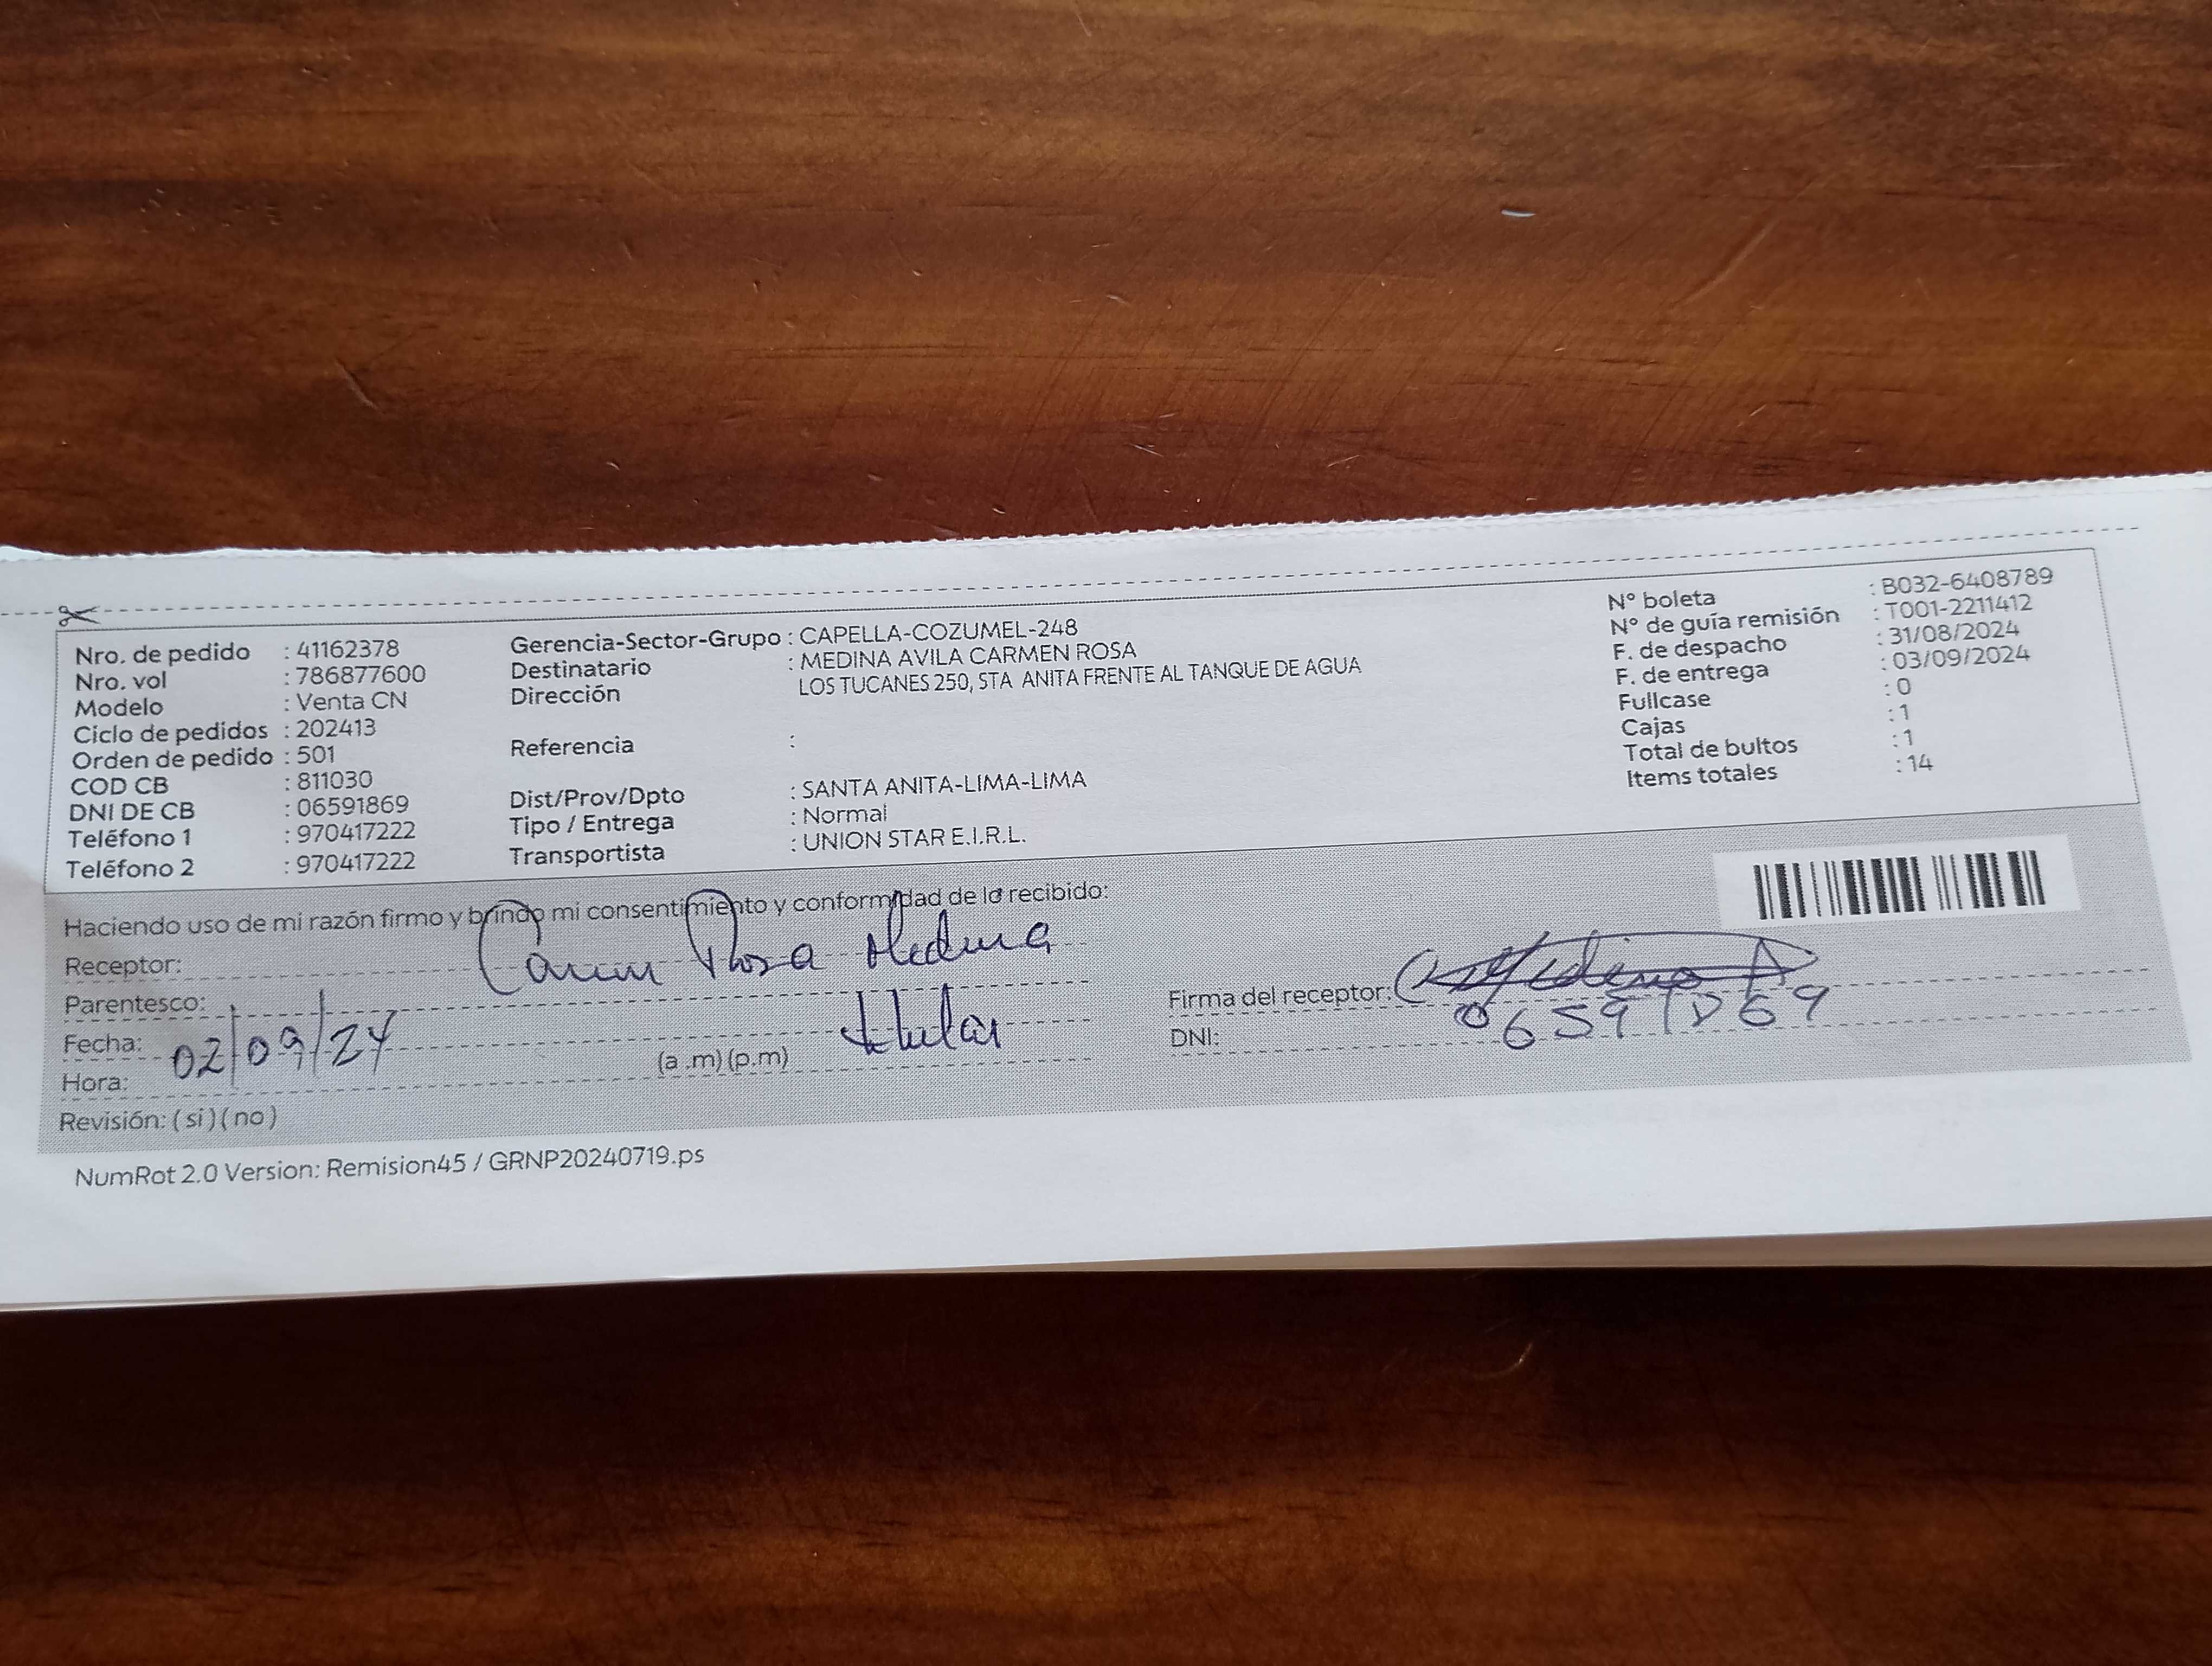 Nro. de pedido : 41162378
Nro. vol : 786877600
Modelo : Venta CN
Ciclo de pedidos : 202413
Orden de pedido : 501
COD CB : 811030
DNI DE CB : 06591869
Teléfono 1 : 970417222
Teléfono 2 : 970417222
Gerencia-Sector-Grupo : CAPELLA-COZUMEL-248
Destinatario : MEDINA AVILA CARMEN ROSA
Dirección LOS TUCANES 250, STA ANITA FRENTE AL TANQUE DE AGUA
Referencia :
Dist/Prov/Dpto : SANTA ANITA-LIMA-LIMA
Tipo / Entrega : Normal
Transportista : UNION STAR E.I.R.L.
N° boleta : B032-6408789
N° de guía remisión : T001-2211412
F. de despacho : 31/08/2024
F. de entrega : 03/09/2024
Fullcase : 0
Cajas : 1
Total de bultos : 1
Items totales : 14
Haciendo uso de mi razón firmo y brindo mi consentimiento y conformidad de lo recibido:
Receptor: Carmen Rosa Medina
Parentesco: titular
Fecha: 02/09/24
Hora: (a .m) (p.m)
Revisión: ( si ) ( no )
Firma del receptor: Medina A
DNI: 06591869
NumRot 2.0 Version: Remision45 / GRNP20240719.ps